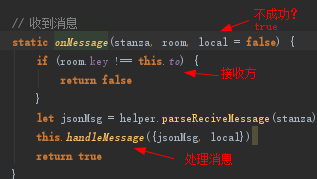 // 收到消息
不成功?
true
static onMessage(stanza, room, local = false) {
if (room.key !== this.to) {
接收方
return false
}
let jsonMsg = helper.parseReciveMessage(stanza)
this.handleMessage({jsonMsg, local})
处理消息
return true
}